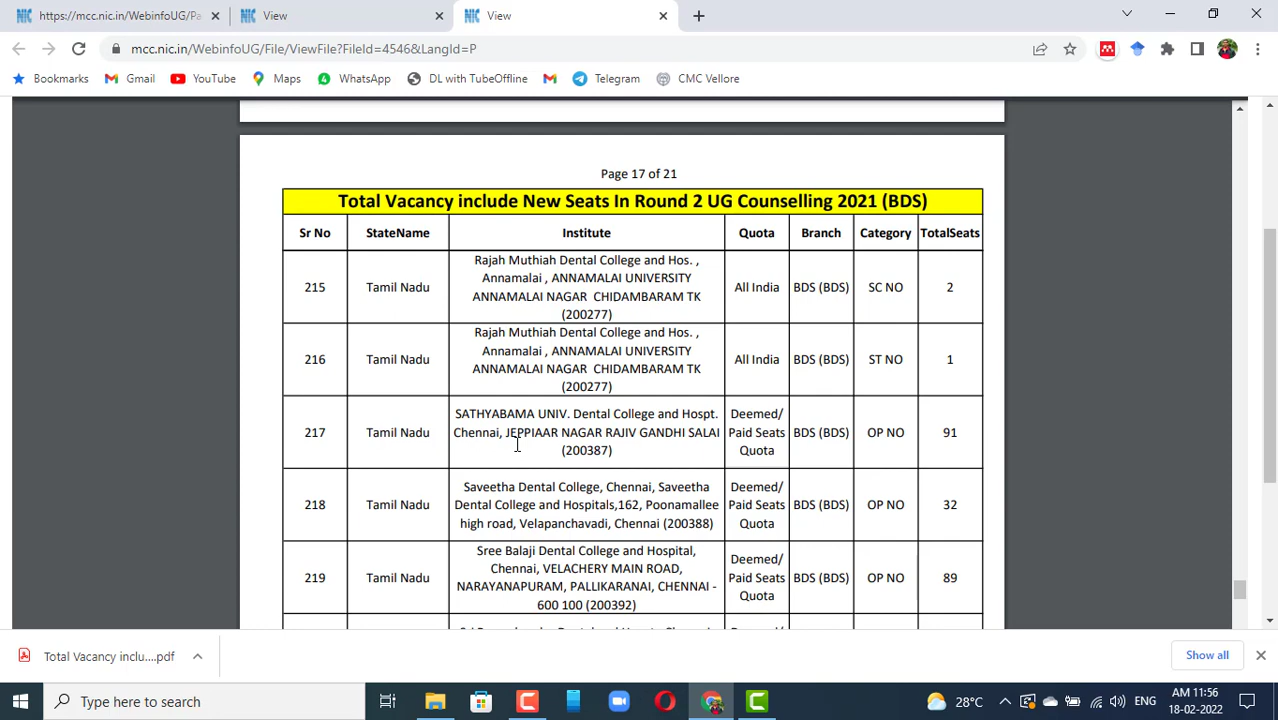 https://mcc.nic.in/WebinfoUG/Pa
View
View
mcc.nic.in/WebinfoUG/File/ViewFile?FileId=4546&LangId=P
Bookmarks Gmail YouTube Maps WhatsApp DL with TubeOffline Telegram CMC Vellore
Page 17 of 21
Total Vacancy include New Seats In Round 2 UG Counselling 2021 (BDS)
Sr No StateName Institute Quota Branch Category TotalSeats
Rajah Muthiah Dental College and Hos. ,
Annamalai , ANNAMALAI UNIVERSITY
ANNAMALAI NAGAR CHIDAMBARAM TK
(200277)
215 Tamil Nadu All India BDS (BDS) SC NO 2
Rajah Muthiah Dental College and Hos. ,
Annamalai , ANNAMALAI UNIVERSITY
ANNAMALAI NAGAR CHIDAMBARAM TK
(200277)
216 Tamil Nadu All India BDS (BDS) ST NO 1
SATHYABAMA UNIV. Dental College and Hospt. Deemed/
217 Tamil Nadu Chennai, JEPPIAAR NAGAR RAJIV GANDHI SALAI Paid Seats BDS (BDS) OP NO 91
(200387) Quota
Saveetha Dental College, Chennai, Saveetha Deemed/
218 Tamil Nadu Dental College and Hospitals,162, Poonamallee Paid Seats BDS (BDS) OP NO 32
high road, Velapanchavadi, Chennai (200388) Quota
Sree Balaji Dental College and Hospital,
Chennai, VELACHERY MAIN ROAD,
NARAYANAPURAM, PALLIKARANAI, CHENNAI -
600 100 (200392)
219 Tamil Nadu Deemed/
Paid Seats BDS (BDS) OP NO 89
Quota
Total Vacancy inclu....pdf
Show all
Type here to search
28°C
ENG
AM 11:56
18-02-2022